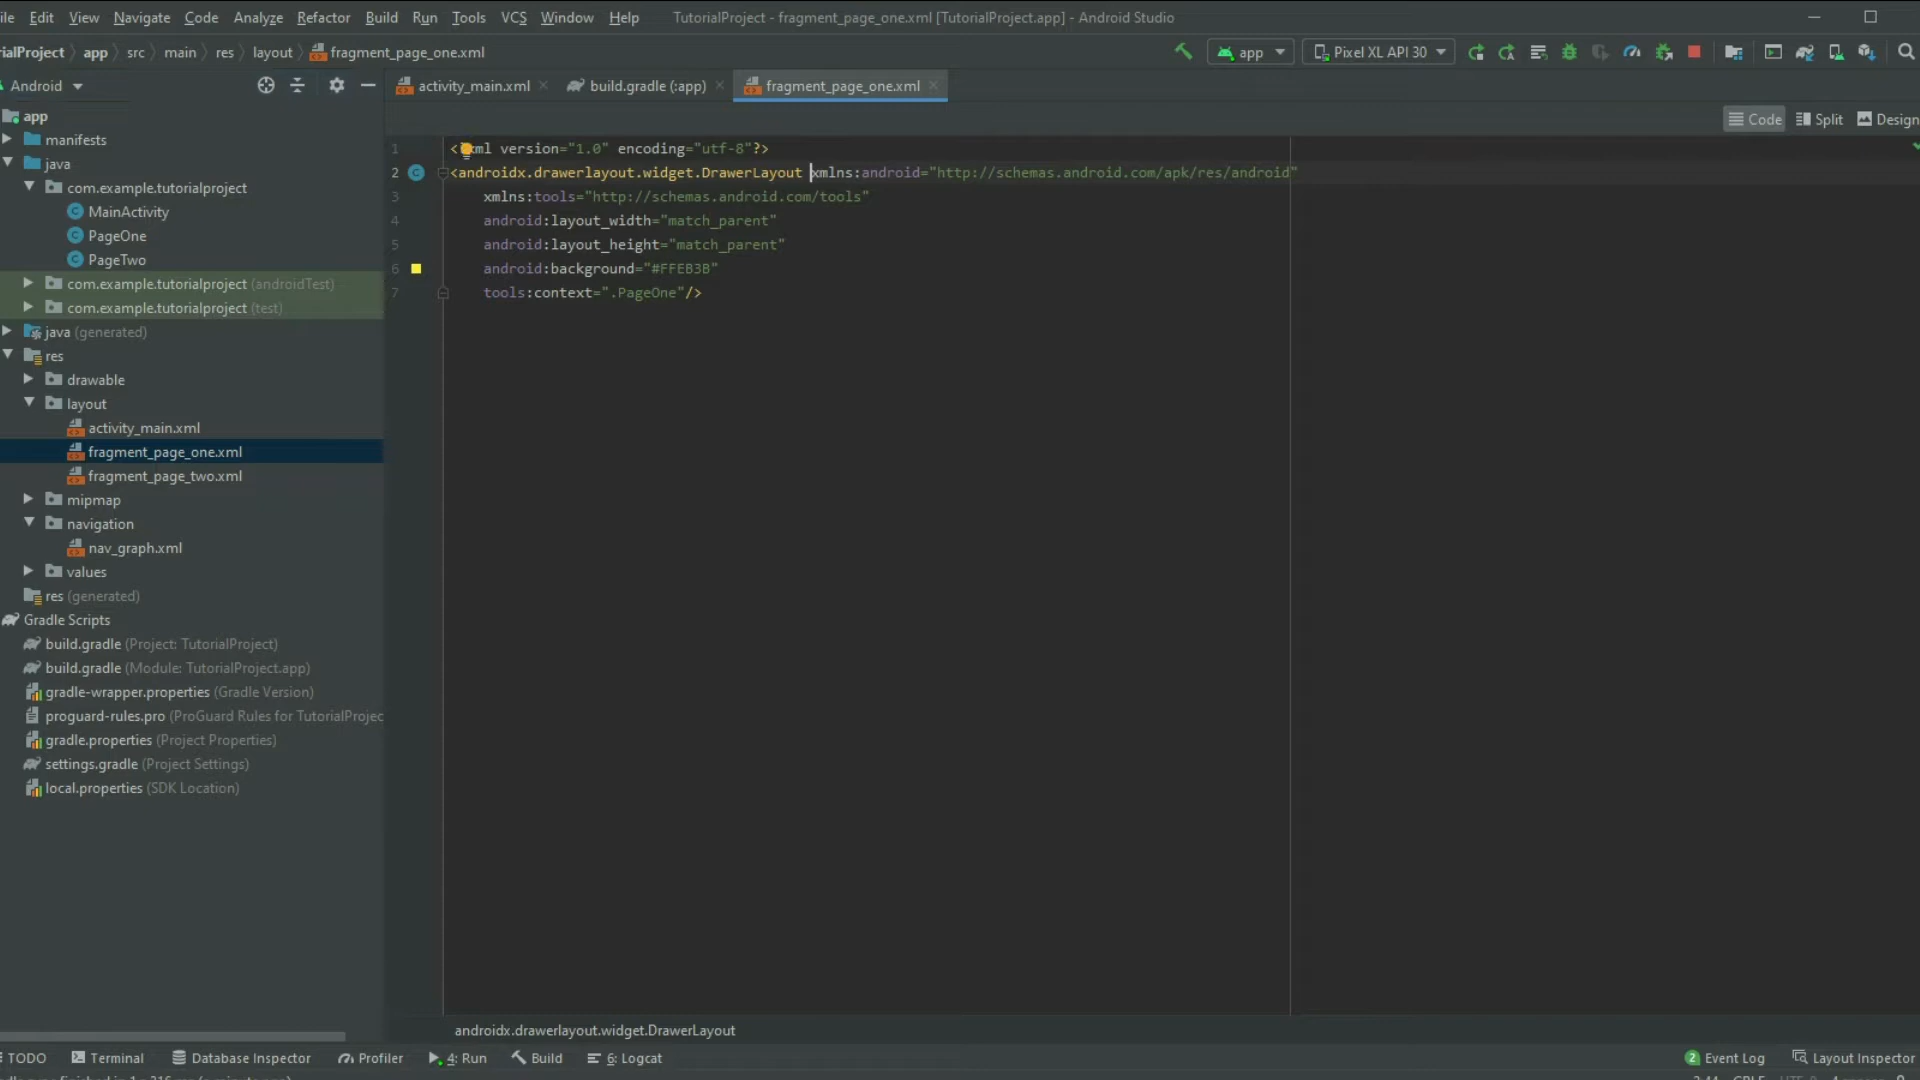 ile Edit View Navigate Code Analyze Refactor Build Run Tools VCS Window Help TutorialProject - fragment_page_one.xml [TutorialProject.app] - Android Studio
rialProject app src main res layout fragment_page_one.xml app Pixel XL API 30
Android activity_main.xml build.gradle (:app) fragment_page_one.xml
Code Split Design
app
manifests
java
com.example.tutorialproject
MainActivity
PageOne
PageTwo
com.example.tutorialproject (androidTest)
com.example.tutorialproject (test)
java (generated)
res
drawable
layout
activity_main.xml
fragment_page_one.xml
fragment_page_two.xml
mipmap
navigation
nav_graph.xml
values
res (generated)
Gradle Scripts
build.gradle (Project: TutorialProject)
build.gradle (Module: TutorialProject.app)
gradle-wrapper.properties (Gradle Version)
proguard-rules.pro (ProGuard Rules for TutorialProjec
gradle.properties (Project Properties)
settings.gradle (Project Settings)
local.properties (SDK Location)
1 < ml version="1.0" encoding="utf-8"?>
2 <androidx.drawerlayout.widget.DrawerLayout xmlns:android="http://schemas.android.com/apk/res/android"
3 xmlns:tools="http://schemas.android.com/tools"
4 android:layout_width="match_parent"
5 android:layout_height="match_parent"
6 android:background="#FFEB3B"
7 tools:context=".PageOne"/>
androidx.drawerlayout.widget.DrawerLayout
TODO Terminal Database Inspector Profiler 4: Run Build 6: Logcat 2 Event Log Layout Inspector